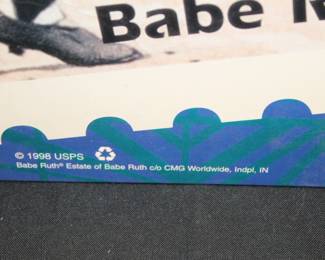 Babe
© 1998 USPS
Babe Ruth® Estate of Babe Ruth c/o CMG Worldwide, Indpl, IN